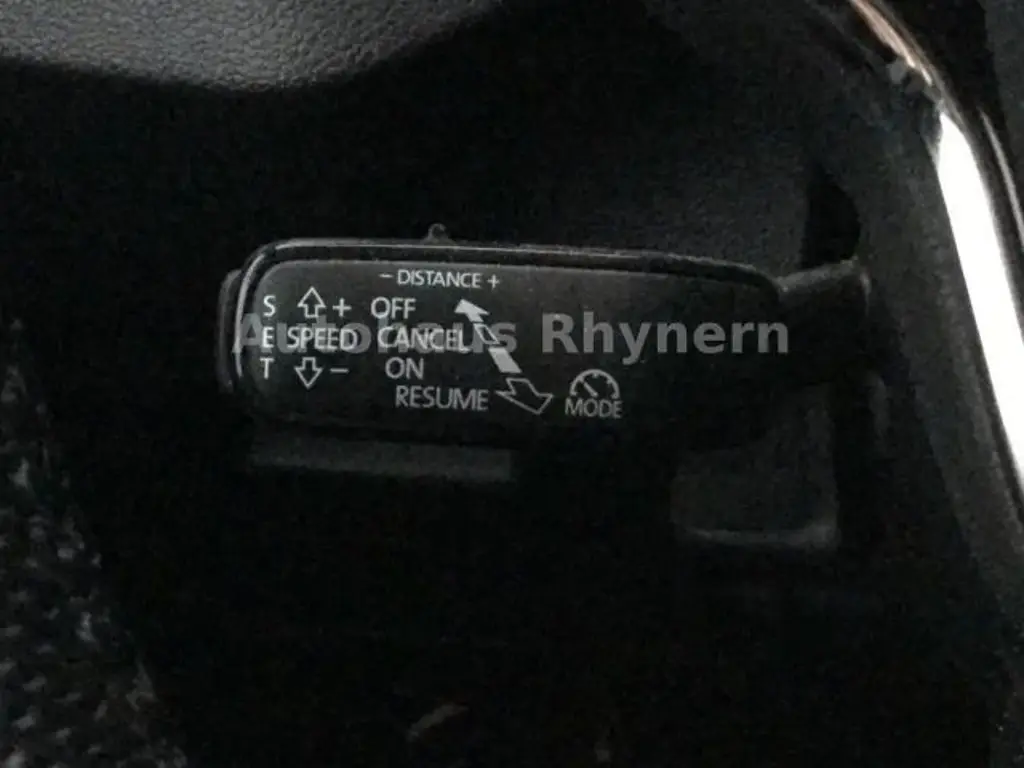 - DISTANCE +
S + OFF
E SPEED CANCEL
T - ON
RESUME
MODE
Autohaus Rhynern